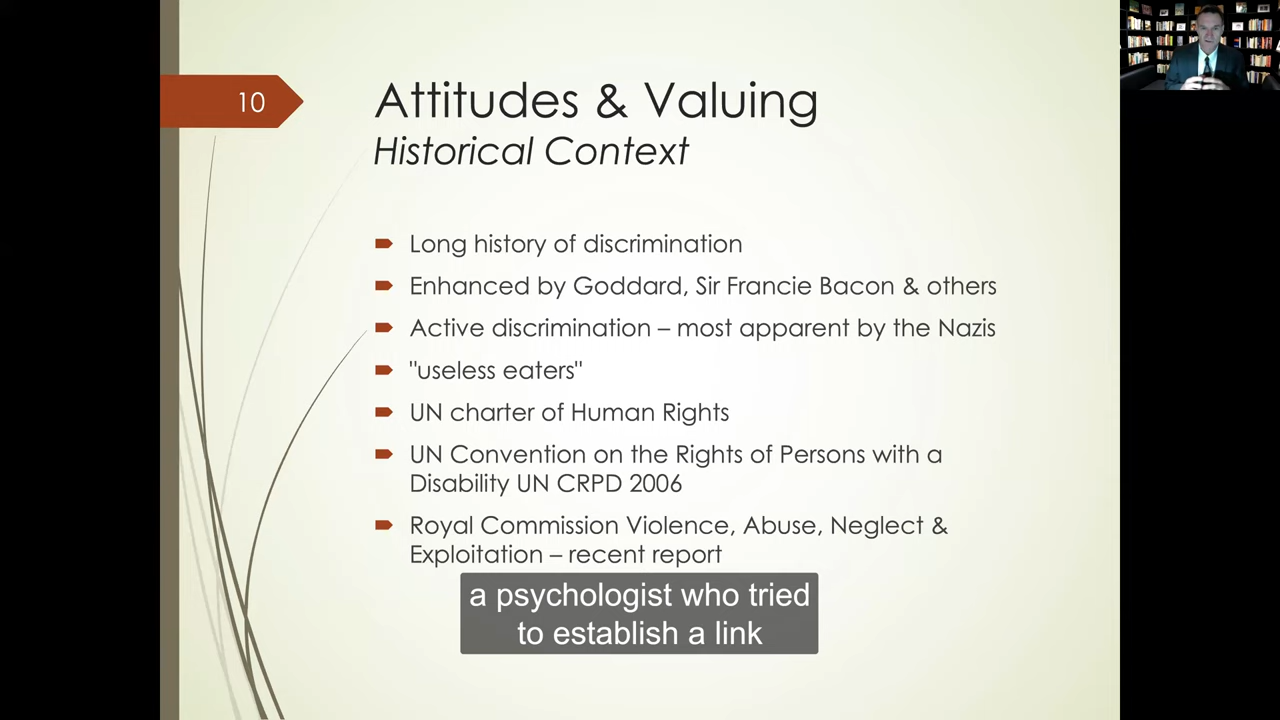 10
Attitudes & Valuing
Historical Context
Long history of discrimination
Enhanced by Goddard, Sir Francie Bacon & others
Active discrimination – most apparent by the Nazis
"useless eaters"
UN charter of Human Rights
UN Convention on the Rights of Persons with a
Disability UN CRPD 2006
Royal Commission Violence, Abuse, Neglect &
Exploitation – recent report
a psychologist who tried
to establish a link